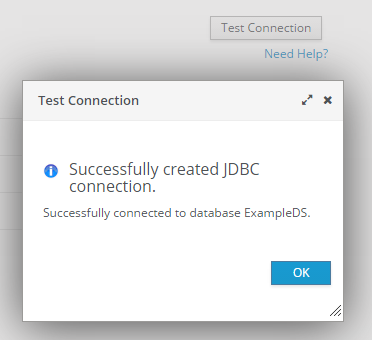 Test Connection
Need Help?
Test Connection
Successfully created JDBC
connection.
Successfully connected to database ExampleDS.
OK